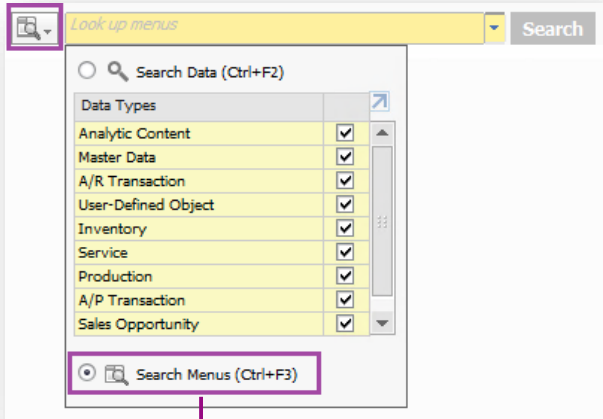 Look up menus
Search
Search Data (Ctrl+F2)
Data Types
Analytic Content
Master Data
A/R Transaction
User-Defined Object
Inventory
Service
Production
A/P Transaction
Sales Opportunity
Search Menus (Ctrl+F3)